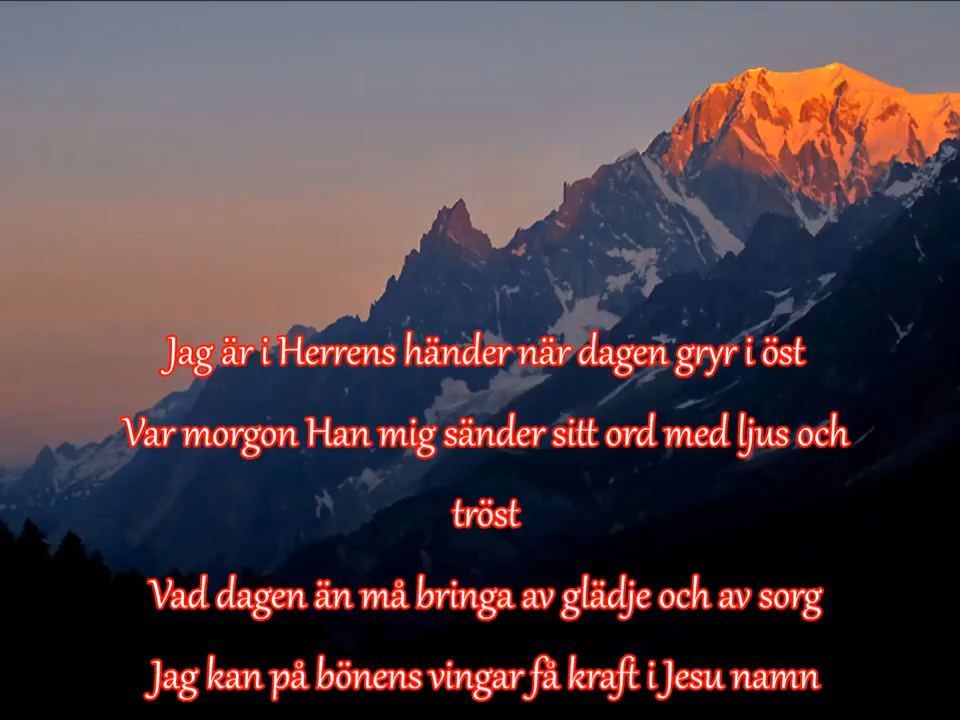 Jag är i Herrens händer när dagen gryr i öst
Var morgon Han mig sänder sitt ord med ljus och
tröst
Vad dagen än må bringa av glädje och av sorg
Jag kan på bönens vingar få kraft i Jesu namn